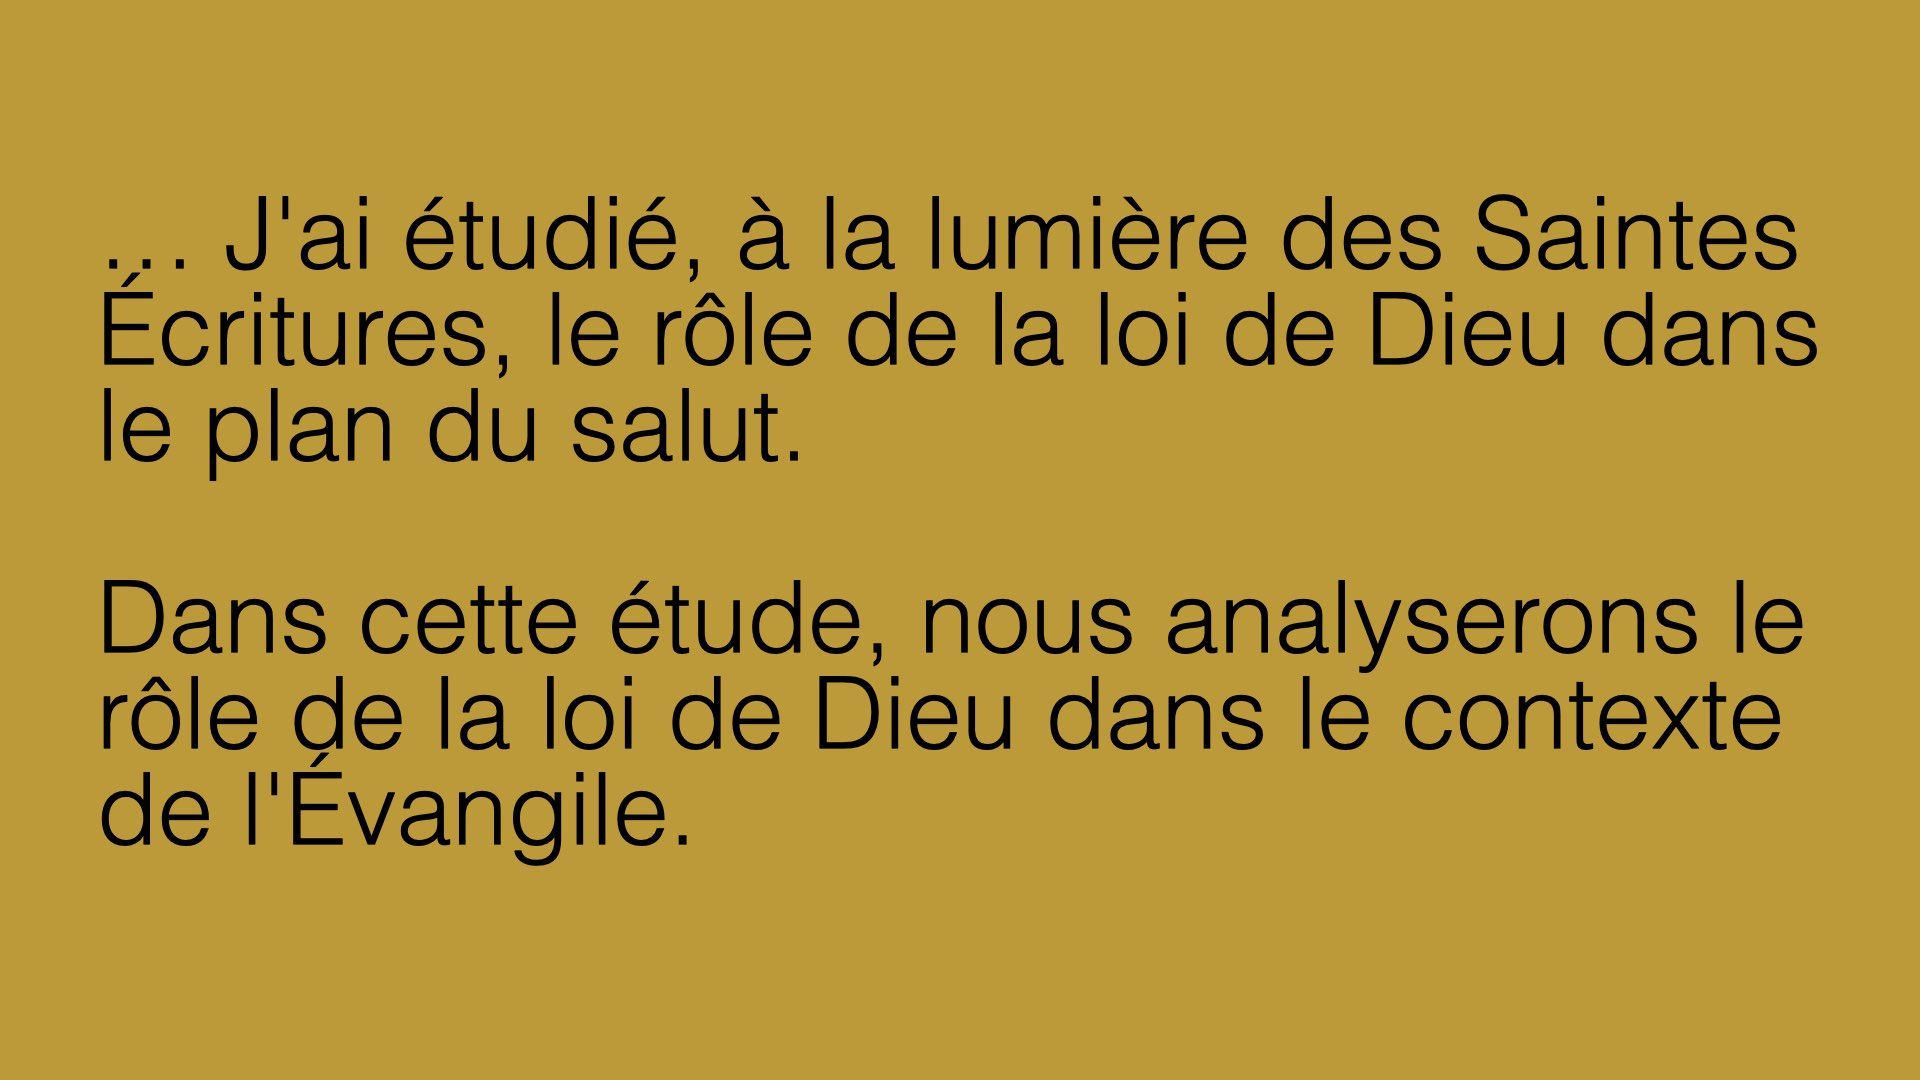 … J'ai étudié, à la lumière des Saintes
Écritures, le rôle de la loi de Dieu dans
le plan du salut.
Dans cette étude, nous analyserons le
rôle de la loi de Dieu dans le contexte
de l'Évangile.